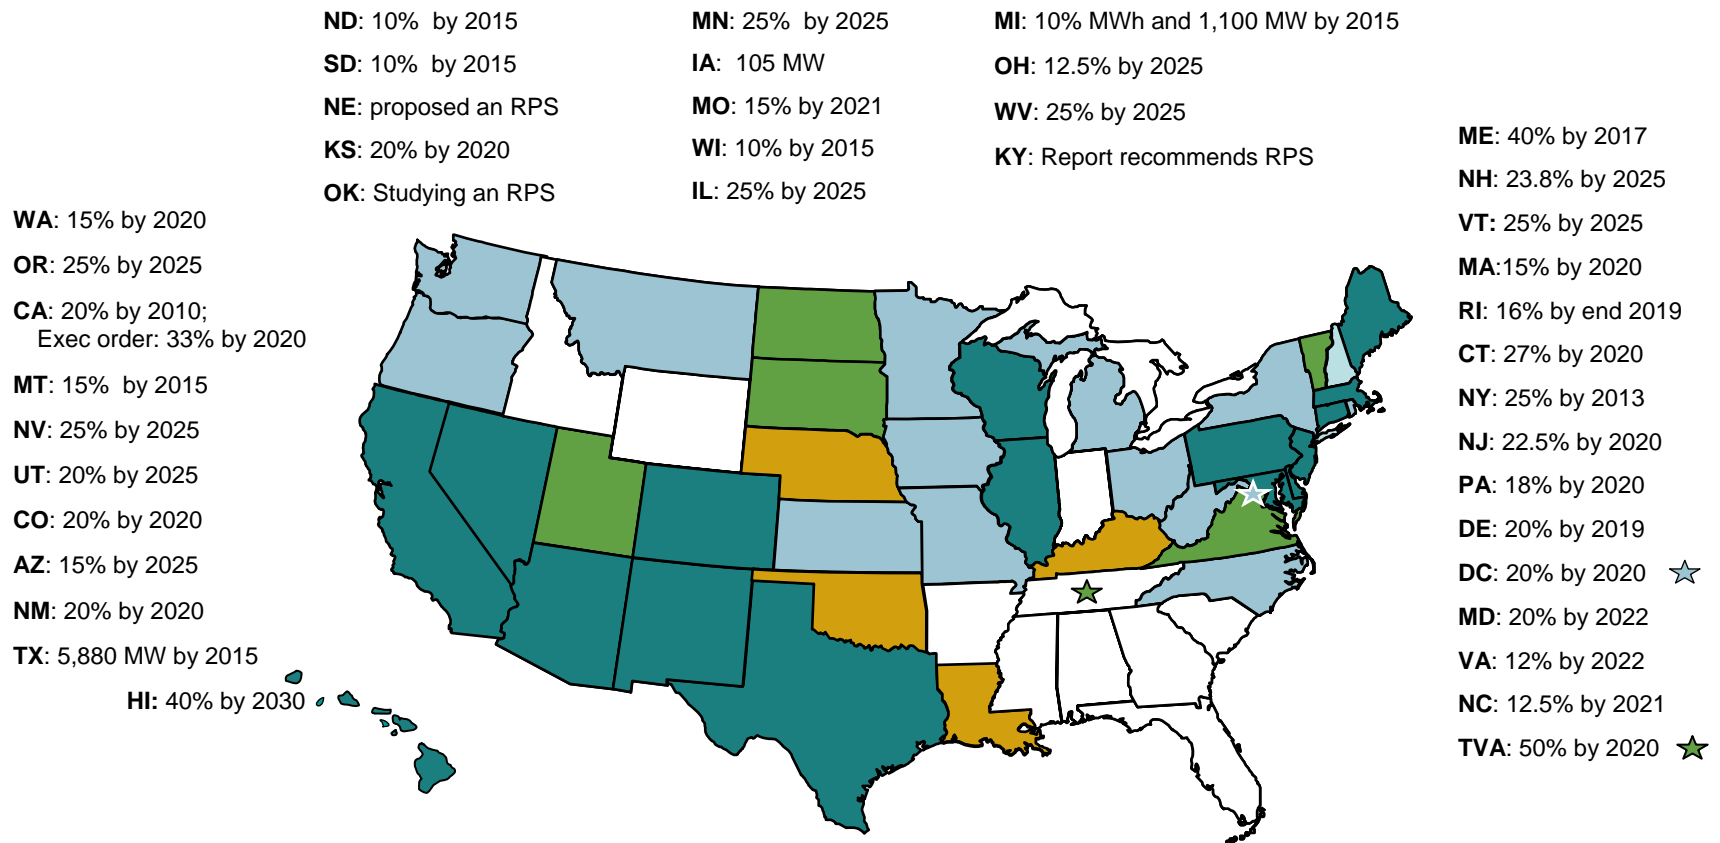 ND: 10%  by 2015
SD: 10%  by 2015
NE: proposed an RPS
KS: 20% by 2020
OK: Studying an RPS
MN: 25%  by 2025
IA:  105 MW
MO: 15% by 2021
WI: 10% by 2015
IL: 25% by 2025
MI: 10% MWh and 1,100 MW by 2015
OH: 12.5% by 2025
WV: 25% by 2025
KY: Report recommends RPS
WA: 15% by 2020
OR: 25% by 2025
CA: 20% by 2010;
Exec order: 33% by 2020
MT: 15%  by 2015
NV: 25% by 2025
UT: 20% by 2025
CO: 20% by 2020
AZ: 15% by 2025
NM: 20% by 2020
TX: 5,880 MW by 2015
HI: 40% by 2030
ME: 40% by 2017
NH: 23.8% by 2025
VT: 25% by 2025
MA:15% by 2020
RI: 16% by end 2019
CT: 27% by 2020
NY: 25% by 2013
NJ: 22.5% by 2020
PA: 18% by 2020
DE: 20% by 2019
DC: 20% by 2020
MD: 20% by 2022
VA: 12% by 2022
NC: 12.5% by 2021
TVA: 50% by 2020